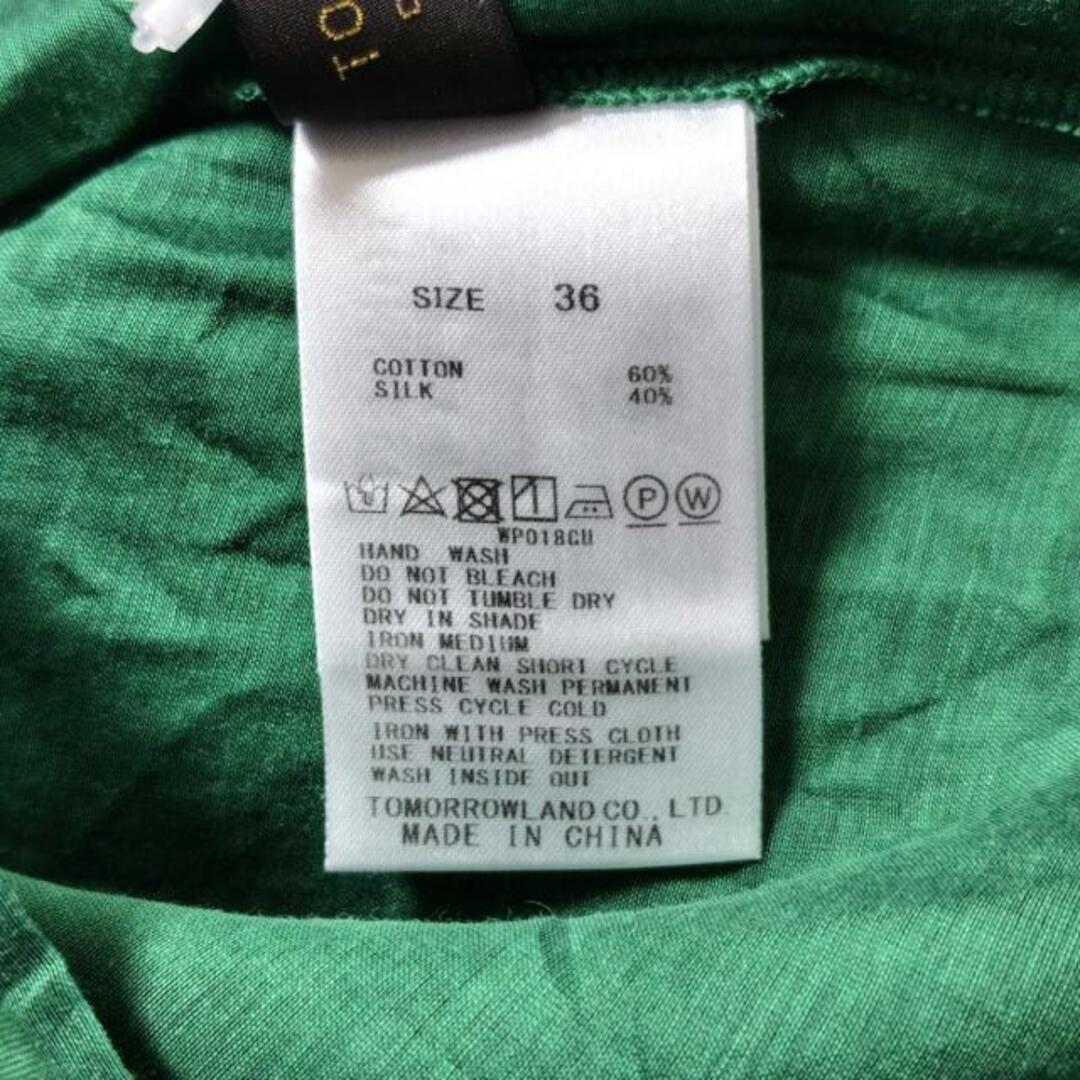 TO
SIZE 36
COTTON 60%
SILK 40%
P W
WP018GU
HAND WASH
DO NOT BLEACH
DO NOT TUMBLE DRY
DRY IN SHADE
IRON MEDIUM
DRY CLEAN SHORT CYCLE
MACHINE WASH PERMANENT
PRESS CYCLE COLD
IRON WITH PRESS CLOTH
USE NEUTRAL DETERGENT
WASH INSIDE OUT
TOMORROWLAND CO., LTD.
MADE IN CHINA